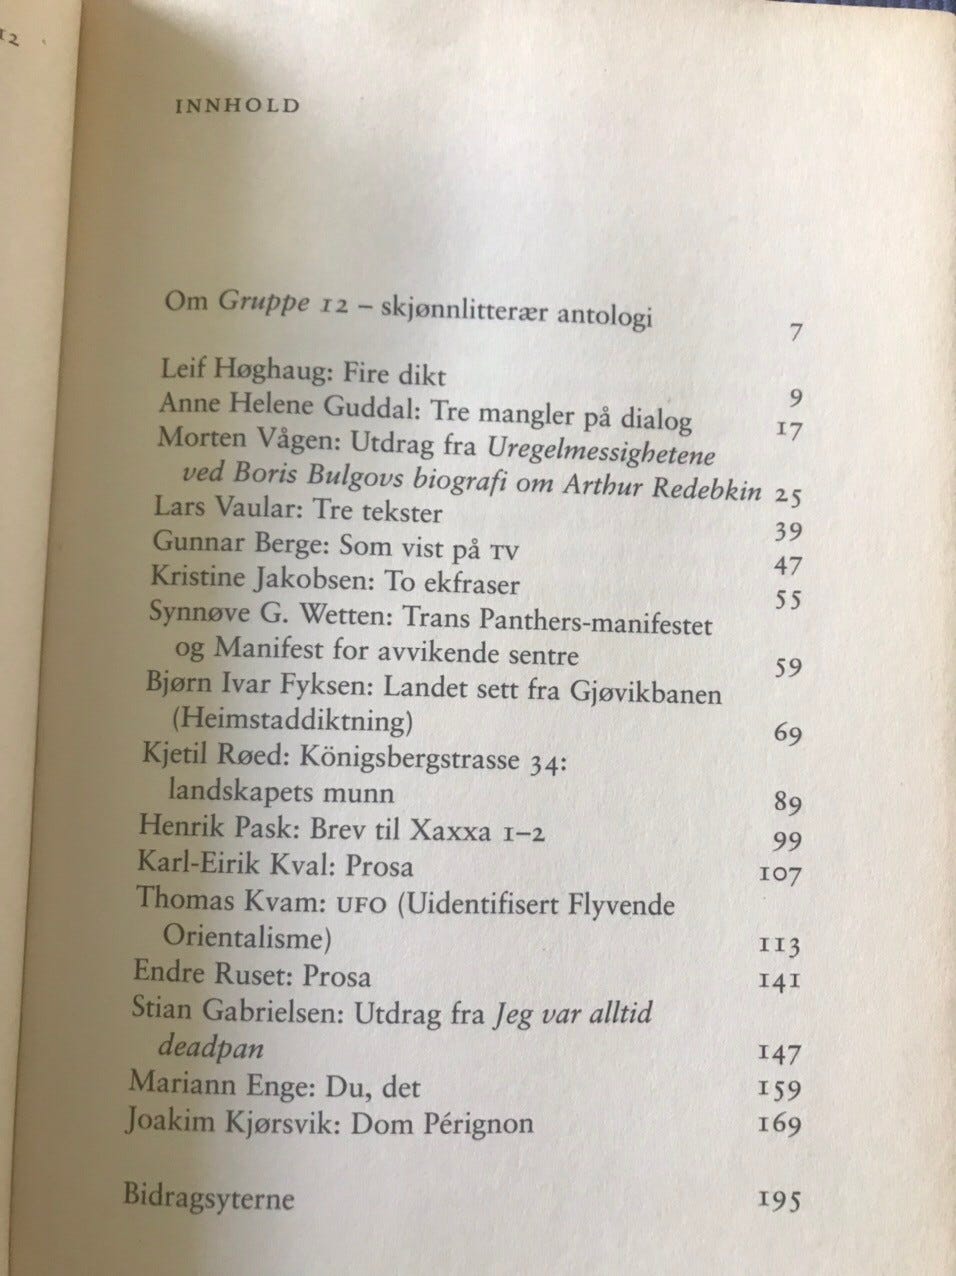 12
INNHOLD
Om Gruppe 12 – skjønnlitterær antologi 7
Leif Høghaug: Fire dikt 9
Anne Helene Guddal: Tre mangler på dialog 17
Morten Vågen: Utdrag fra Uregelmessighetene
ved Boris Bulgovs biografi om Arthur Redebkin 25
Lars Vaular: Tre tekster 39
Gunnar Berge: Som vist på TV 47
Kristine Jakobsen: To ekfraser 55
Synnøve G. Wetten: Trans Panthers-manifestet
og Manifest for avvikende sentre 59
Bjørn Ivar Fyksen: Landet sett fra Gjøvikbanen
(Heimstaddiktning) 69
Kjetil Røed: Königsbergstrasse 34:
landskapets munn 89
Henrik Pask: Brev til Xaxxa 1–2 99
Karl-Eirik Kval: Prosa 107
Thomas Kvam: UFO (Uidentifisert Flyvende
Orientalisme) 113
Endre Ruset: Prosa 141
Stian Gabrielsen: Utdrag fra Jeg var alltid
deadpan 147
Mariann Enge: Du, det 159
Joakim Kjørsvik: Dom Pérignon 169
Bidragsyterne 195